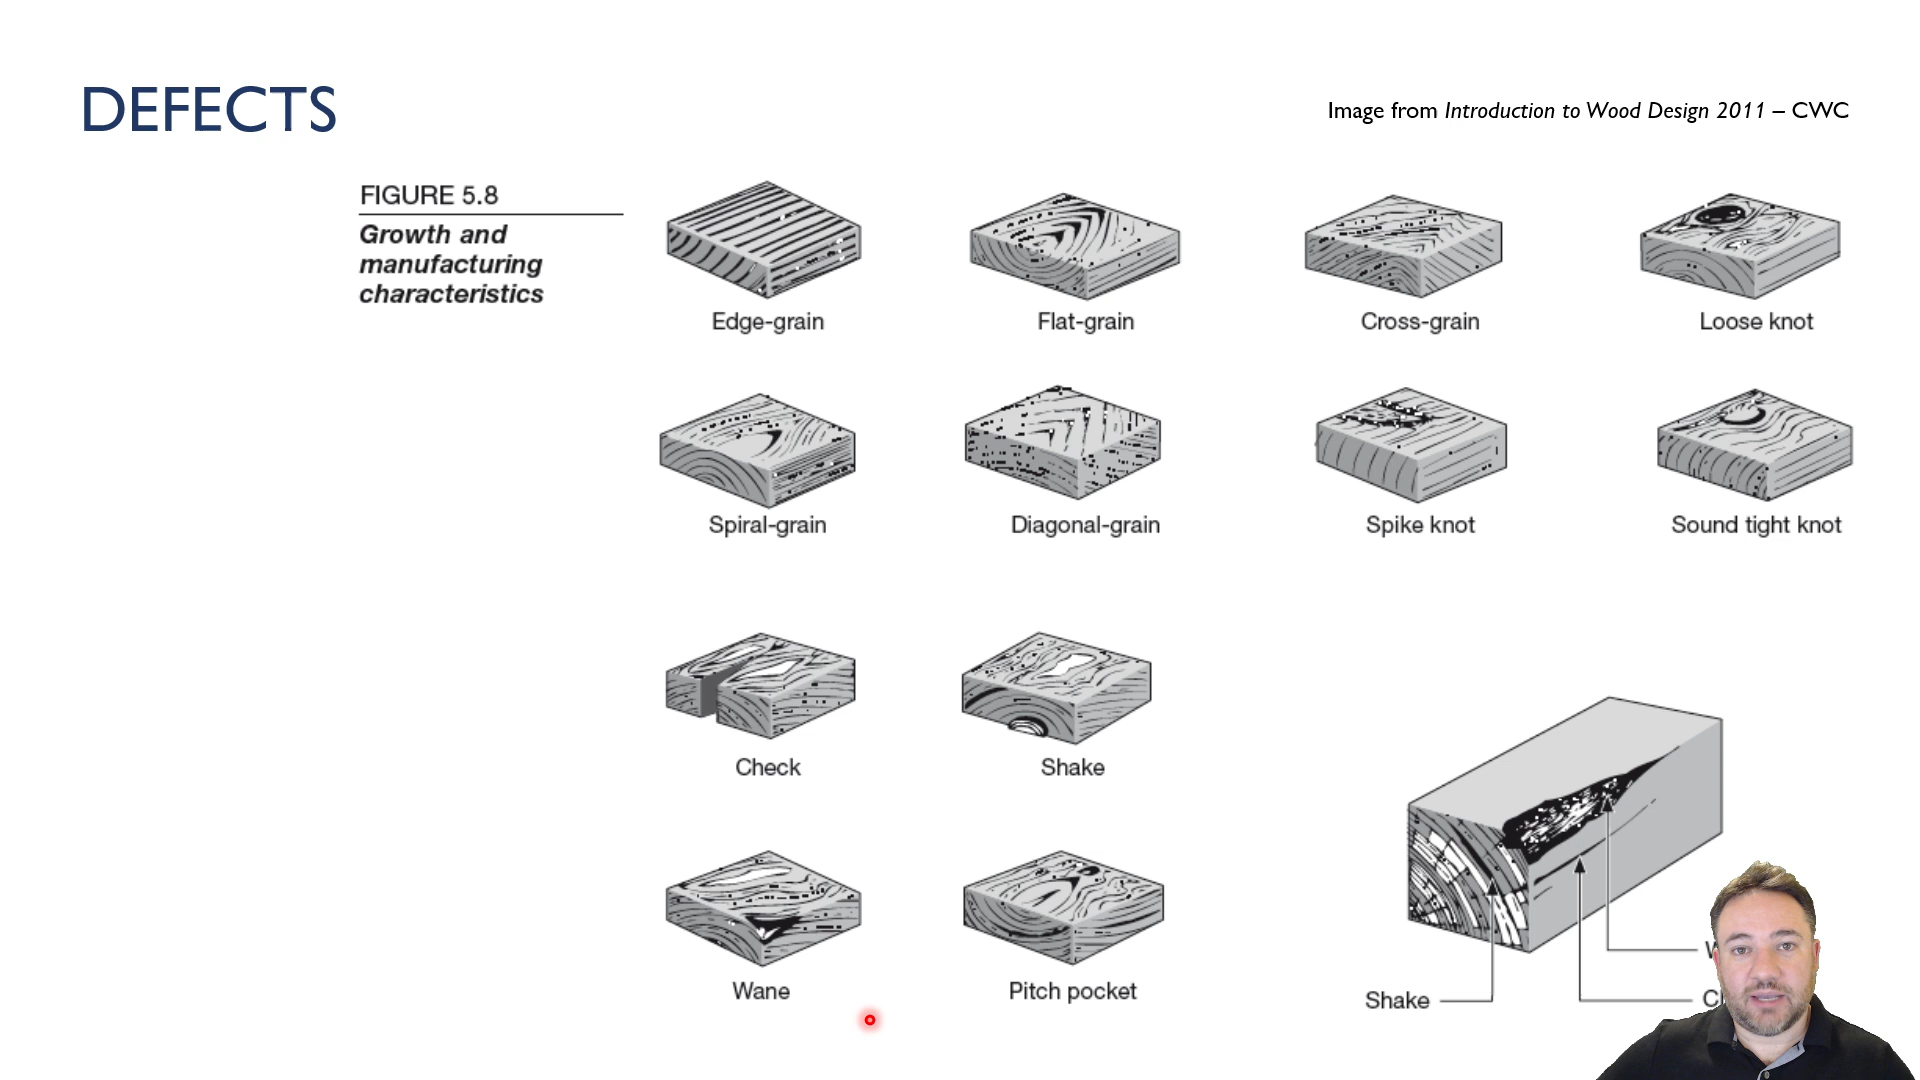 DEFECTS
Image from Introduction to Wood Design 2011 – CWC
FIGURE 5.8
Growth and
manufacturing
characteristics
Edge-grain
Flat-grain
Cross-grain
Loose knot
Spiral-grain
Diagonal-grain
Spike knot
Sound tight knot
Check
Shake
Wane
Pitch pocket
Shake